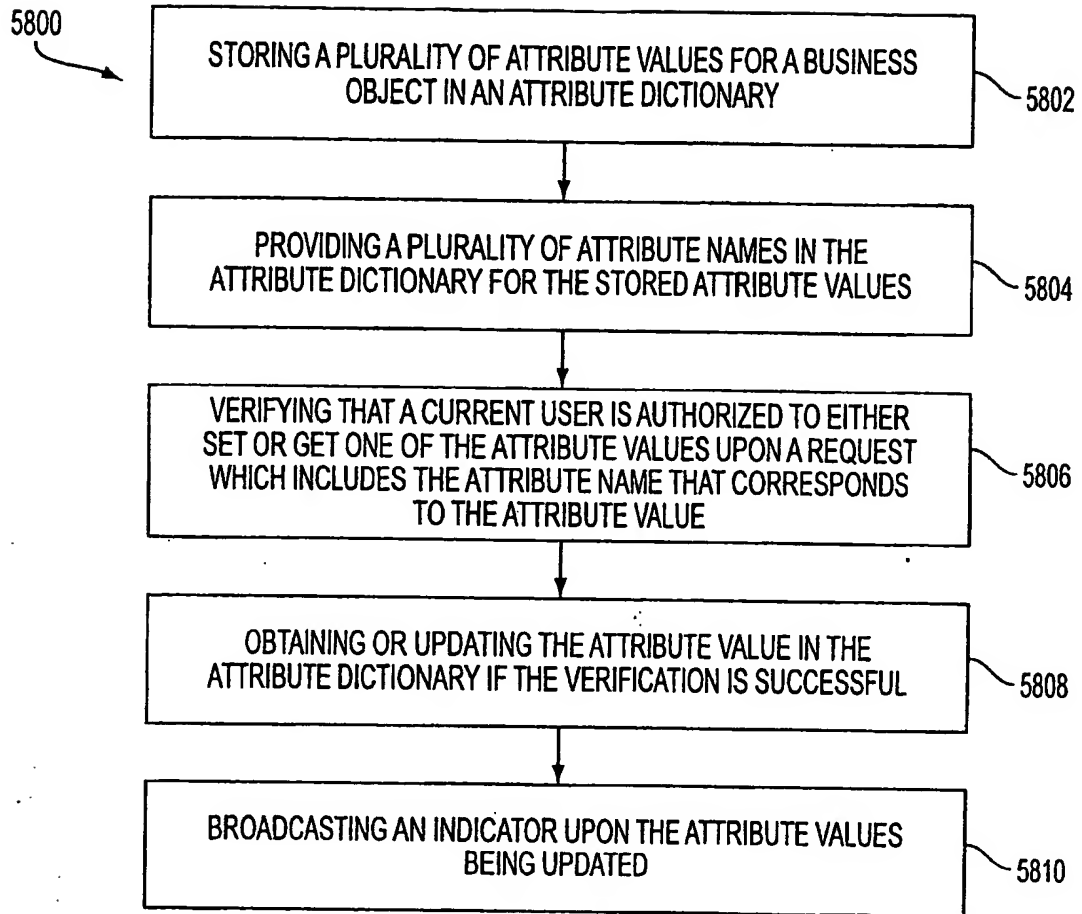 5800
STORING A PLURALITY OF ATTRIBUTE VALUES FOR A BUSINESS
OBJECT IN AN ATTRIBUTE DICTIONARY
5802
PROVIDING A PLURALITY OF ATTRIBUTE NAMES IN THE
ATTRIBUTE DICTIONARY FOR THE STORED ATTRIBUTE VALUES
5804
VERIFYING THAT A CURRENT USER IS AUTHORIZED TO EITHER
SET OR GET ONE OF THE ATTRIBUTE VALUES UPON A REQUEST
WHICH INCLUDES THE ATTRIBUTE NAME THAT CORRESPONDS
TO THE ATTRIBUTE VALUE
5806
OBTAINING OR UPDATING THE ATTRIBUTE VALUE IN THE
ATTRIBUTE DICTIONARY IF THE VERIFICATION IS SUCCESSFUL
5808
BROADCASTING AN INDICATOR UPON THE ATTRIBUTE VALUES
BEING UPDATED
5810